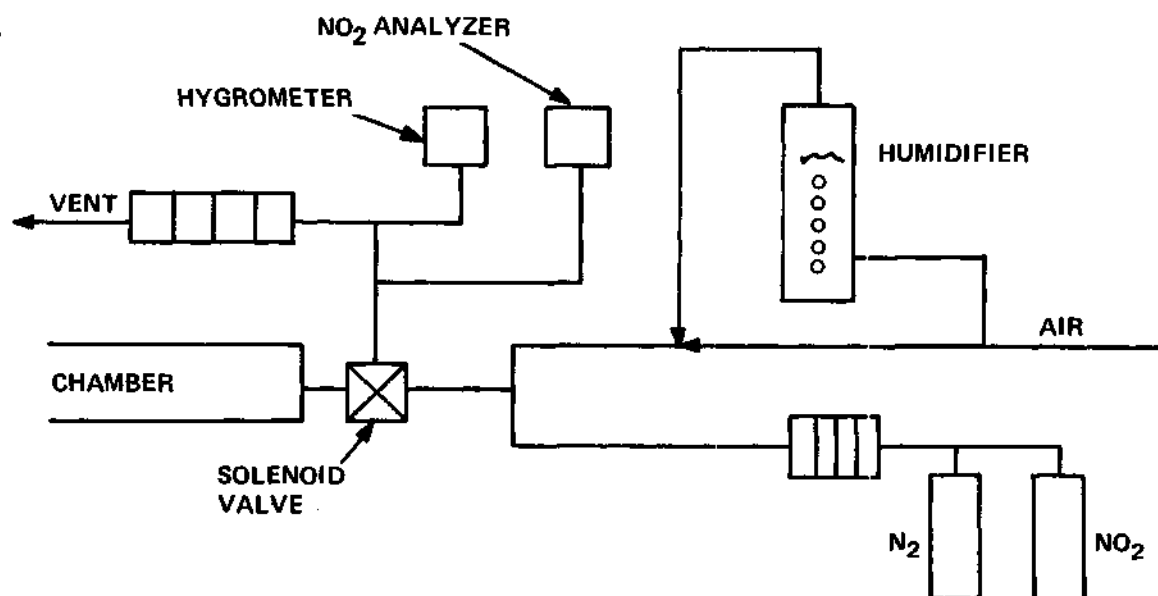 NO₂ ANALYZER
HYGROMETER
HUMIDIFIER
VENT
AIR
CHAMBER
SOLENOID
VALVE
N₂
NO₂